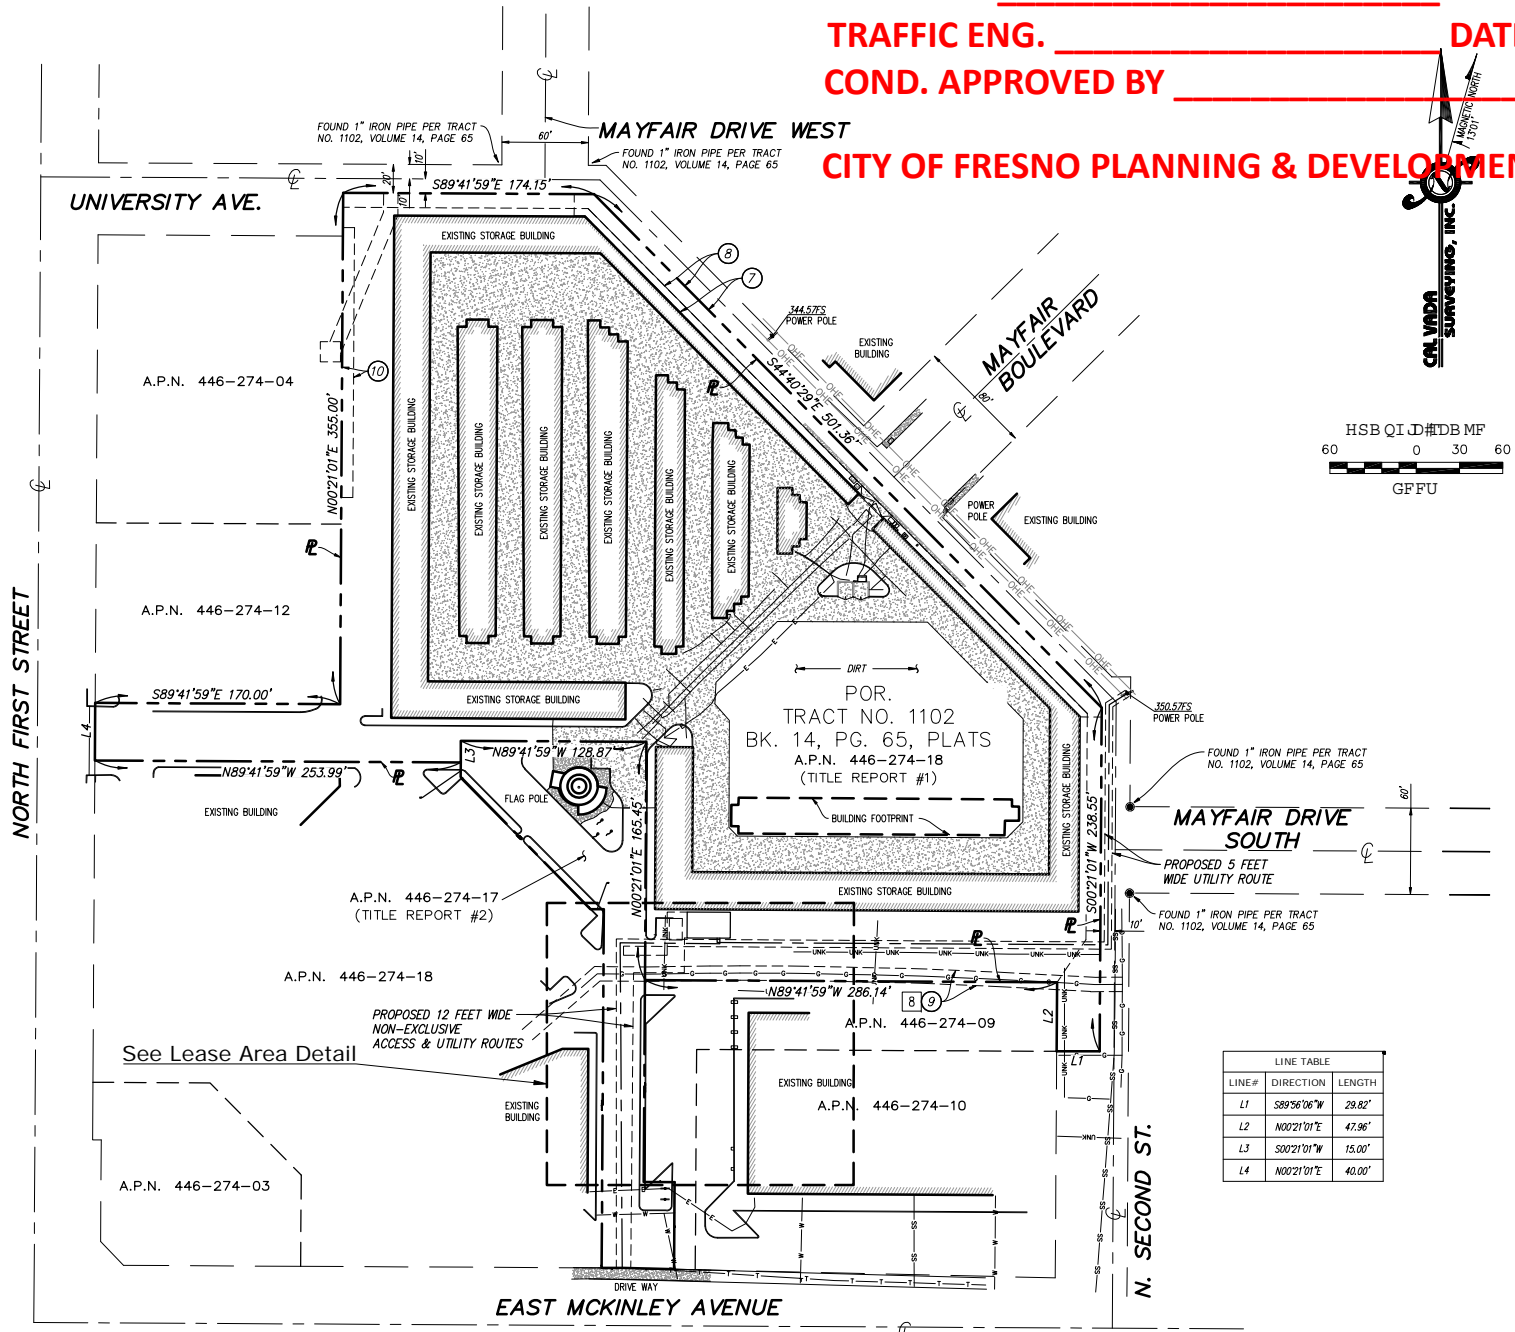 TRAFFIC ENG.
DATE
COND. APPROVED BY
CITY OF FRESNO PLANNING & DEVELOPMEN
MAGNETIC NORTH
13°01'
CAL VADA
SURVEYING, INC.
FOUND 1" IRON PIPE PER TRACT
NO. 1102, VOLUME 14, PAGE 65
60'
MAYFAIR DRIVE WEST
FOUND 1" IRON PIPE PER TRACT
NO. 1102, VOLUME 14, PAGE 65
20'
10'
10'
S89°41'59"E 174.15'
UNIVERSITY AVE.
EXISTING STORAGE BUILDING
8
7
344.57FS
POWER POLE
EXISTING
BUILDING
MAYFAIR
BOULEVARD
80'
S44°40'29"E 501.36'
OHE
A.P.N. 446-274-04
10
N00°21'01"E 355.00'
EXISTING STORAGE BUILDING
EXISTING STORAGE BUILDING
EXISTING STORAGE BUILDING
EXISTING STORAGE BUILDING
EXISTING STORAGE BUILDING
EXISTING STORAGE BUILDING
HSB QI J
DB MF
60 0 30 60
GFFU
POWER
POLE
EXISTING BUILDING
A.P.N. 446-274-12
NORTH FIRST STREET
S89°41'59"E 170.00'
L4
EXISTING STORAGE BUILDING
DIRT
POR.
TRACT NO. 1102
BK. 14, PG. 65, PLATS
A.P.N. 446-274-18
(TITLE REPORT #1)
BUILDING FOOTPRINT
350.57FS
POWER POLE
FOUND 1" IRON PIPE PER TRACT
NO. 1102, VOLUME 14, PAGE 65
60'
L3
N89°41'59"W 128.87'
N89°41'59"W 253.99'
EXISTING BUILDING
FLAG POLE
N00°21'01"E 165.45'
EXISTING STORAGE BUILDING
S00°21'01"W 238.55'
MAYFAIR DRIVE
SOUTH
PROPOSED 5 FEET
WIDE UTILITY ROUTE
EXISTING STORAGE BUILDING
A.P.N. 446-274-17
(TITLE REPORT #2)
FOUND 1" IRON PIPE PER TRACT
NO. 1102, VOLUME 14, PAGE 65
10'
UNK
A.P.N. 446-274-18
G
N89°41'59"W 286.14'
8
9
PROPOSED 12 FEET WIDE
NON-EXCLUSIVE
ACCESS & UTILITY ROUTES
A.P.N. 446-274-09
L2
L1
See Lease Area Detail
EXISTING BUILDING
A.P.N. 446-274-10
EXISTING
BUILDING
LINE TABLE
LINE# DIRECTION LENGTH
L1 S89°56'06"W 29.82'
L2 N00°21'01"E 47.96'
L3 S00°21'01"W 15.00'
L4 N00°21'01"E 40.00'
A.P.N. 446-274-03
N. SECOND ST.
SS
E
W
T
DRIVE WAY
EAST MCKINLEY AVENUE